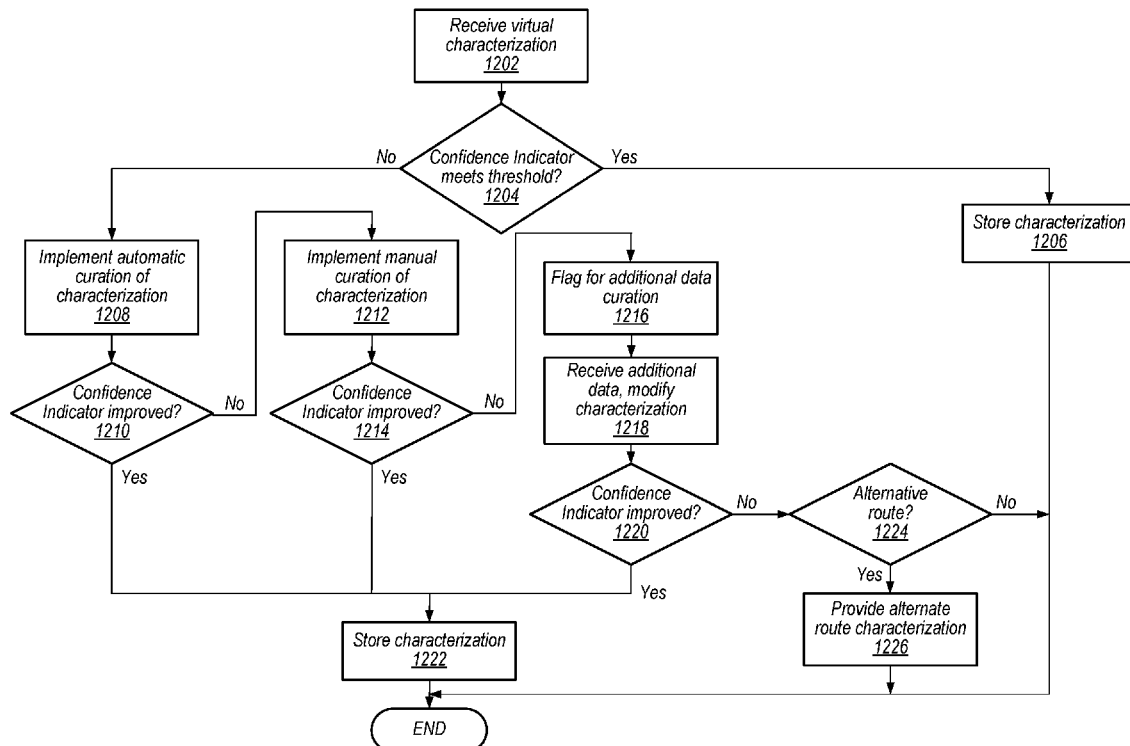 Receive virtual
characterization
1202
Confidence Indicator
meets threshold?
1204
No
Yes
Store characterization
1206
Implement automatic
curation of
characterization
1208
Implement manual
curation of
characterization
1212
Flag for additional data
curation
1216
Receive additional
data, modify
characterization
1218
Confidence
Indicator improved?
1210
No
Yes
Confidence
Indicator improved?
1214
No
Yes
Confidence
Indicator improved?
1220
No
Yes
Alternative
route?
1224
No
Yes
Store characterization
1222
Provide alternate
route characterization
1226
END